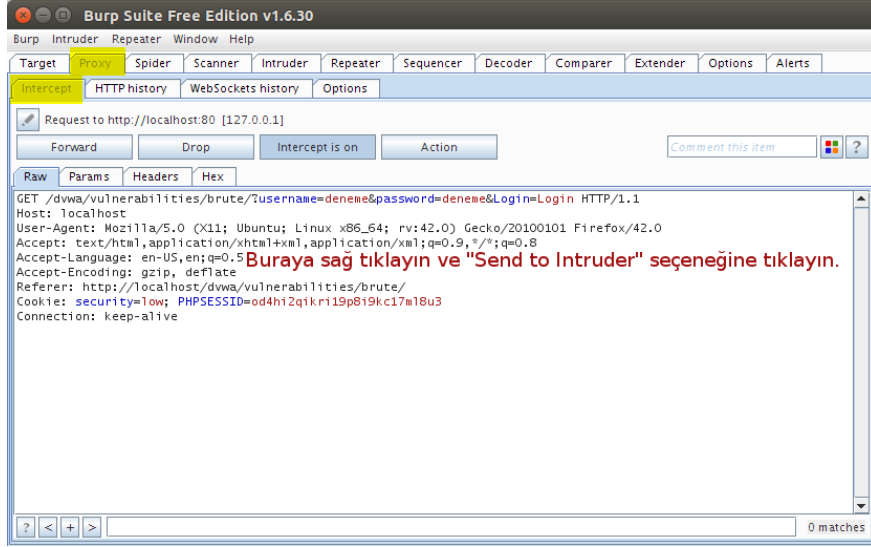 Burp Suite Free Edition v1.6.30
Burp Intruder Repeater Window Help
Target Proxy Spider Scanner Intruder Repeater Sequencer Decoder Comparer Extender Options Alerts
Intercept HTTP history WebSockets history Options
Request to http://localhost:80 [127.0.0.1]
Forward Drop Intercept is on Action Comment this item ?
Raw Params Headers Hex
GET /dvwa/vulnerabilities/brute/?username=deneme&password=deneme&Login=Login HTTP/1.1
Host: localhost
User-Agent: Mozilla/5.0 (X11; Ubuntu; Linux x86_64; rv:42.0) Gecko/20100101 Firefox/42.0
Accept: text/html,application/xhtml+xml,application/xml;q=0.9,*/*;q=0.8
Accept-Language: en-US,en;q=0.5
Buraya sağ tıklayın ve "Send to Intruder" seçeneğine tıklayın.
Accept-Encoding: gzip, deflate
Referer: http://localhost/dvwa/vulnerabilities/brute/
Cookie: security=low; PHPSESSID=od4hi2qikri19p8i9kc17ml8u3
Connection: keep-alive
? < + > 0 matches